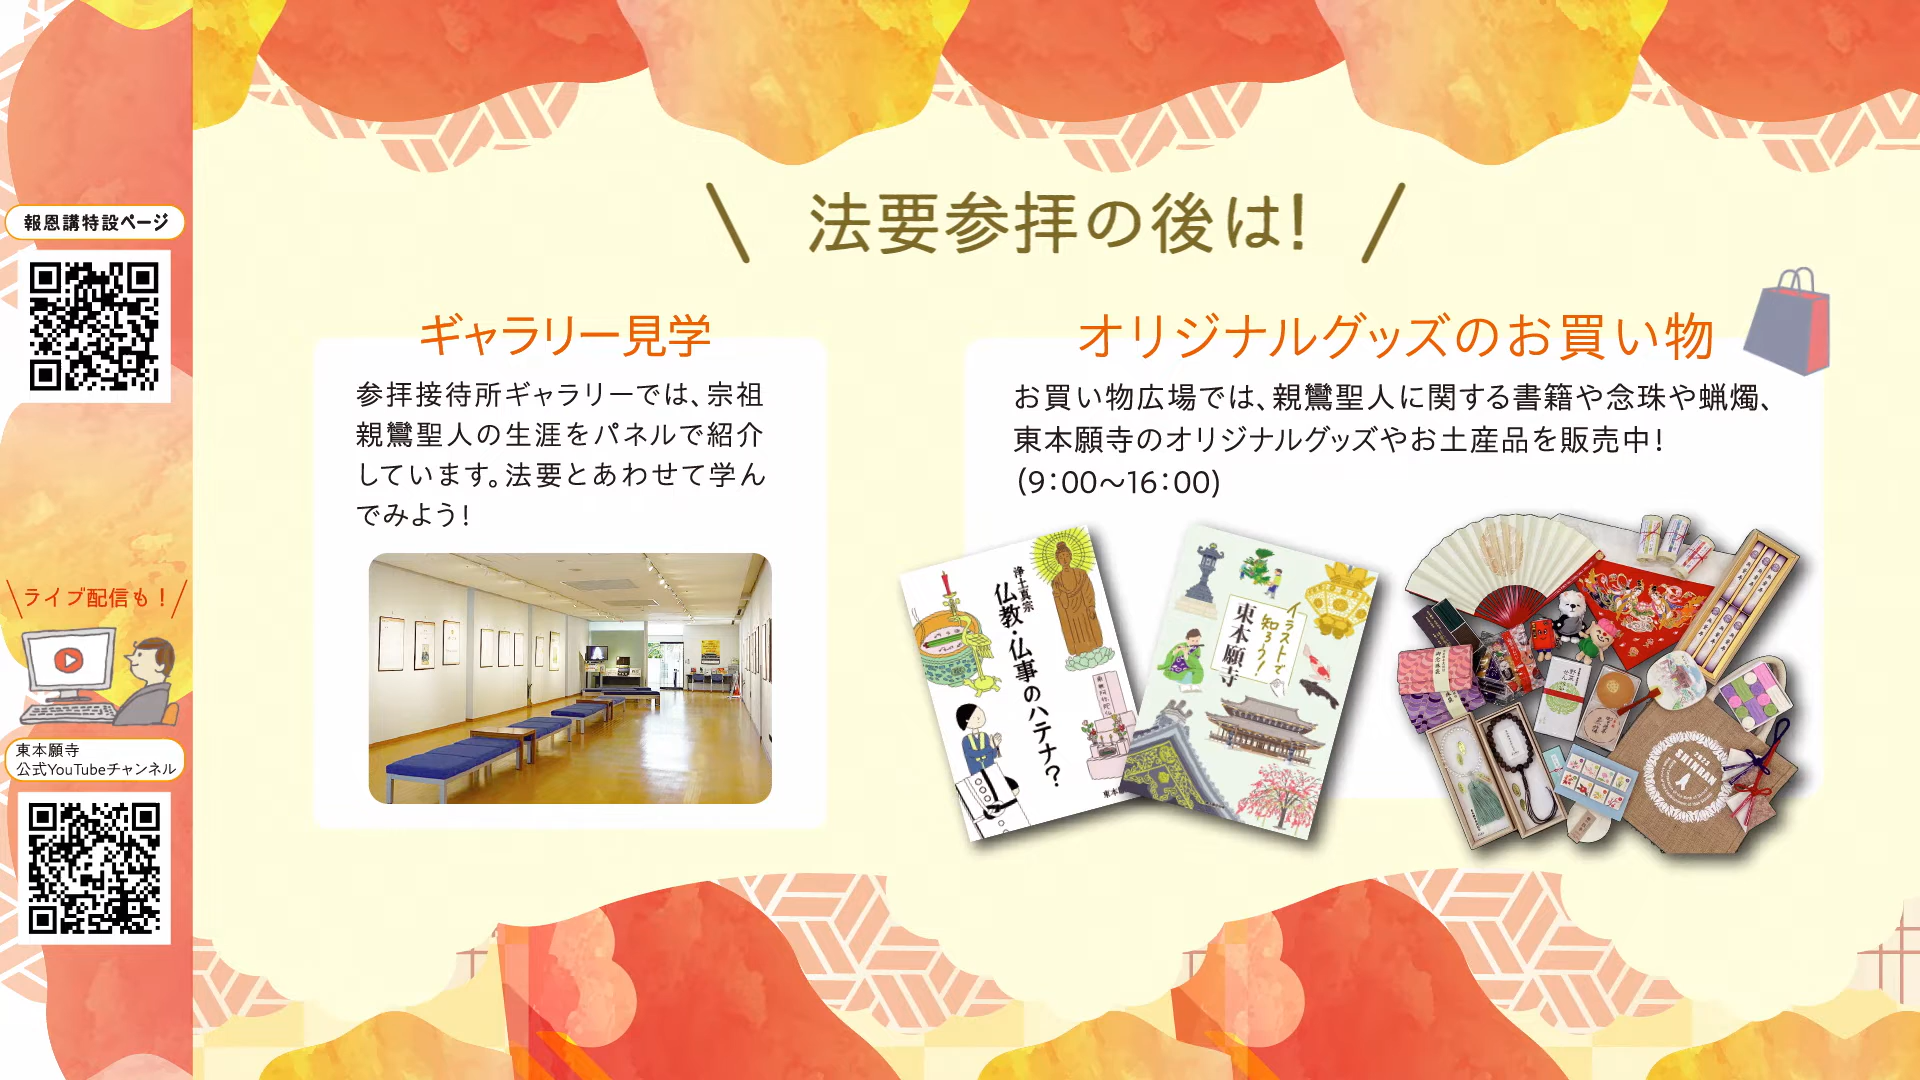 法要参拝の後は!
報恩講特設ページ
ライブ配信も!
東本願寺
公式YouTubeチャンネル
ギャラリー見学
参拝接待所ギャラリーでは、宗祖
親鸞聖人の生涯をパネルで紹介
しています。法要とあわせて学ん
でみよう!
オリジナルグッズのお買い物
お買い物広場では、親鸞聖人に関する書籍や念珠や蝋燭、
東本願寺のオリジナルグッズやお土産品を販売中!
(9:00〜16:00)
浄土真宗
仏教・仏事のハテナ?
イラストで
知ろう!
東本願寺
2023
SHINRAN